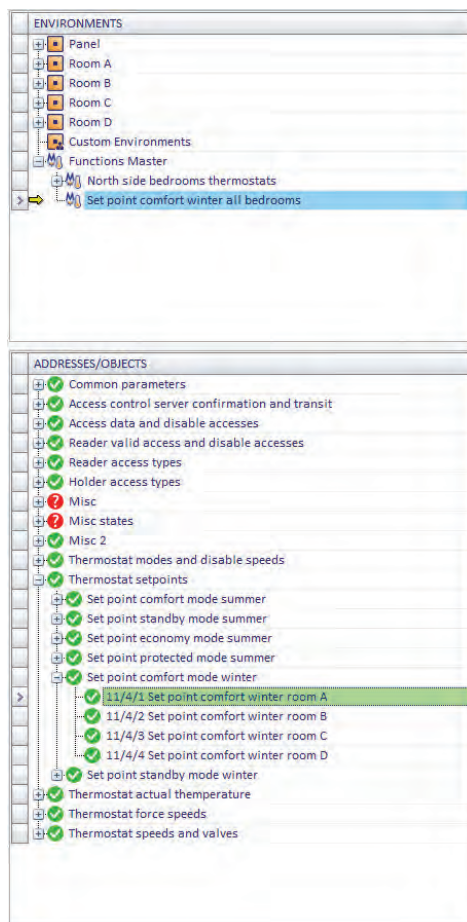 ENVIRONMENTS
Panel
Room A
Room B
Room C
Room D
Custom Environments
Functions Master
North side bedrooms thermostats
Set point comfort winter all bedrooms
ADDRESSES/OBJECTS
Common parameters
Access control server confirmation and transit
Access data and disable accesses
Reader valid access and disable accesses
Reader access types
Holder access types
Misc
Misc states
Misc 2
Thermostat modes and disable speeds
Thermostat setpoints
Set point comfort mode summer
Set point standby mode summer
Set point economy mode summer
Set point protected mode summer
Set point comfort mode winter
11/4/1 Set point comfort winter room A
11/4/2 Set point comfort winter room B
11/4/3 Set point comfort winter room C
11/4/4 Set point comfort winter room D
Set point standby mode winter
Thermostat actual themperature
Thermostat force speeds
Thermostat speeds and valves